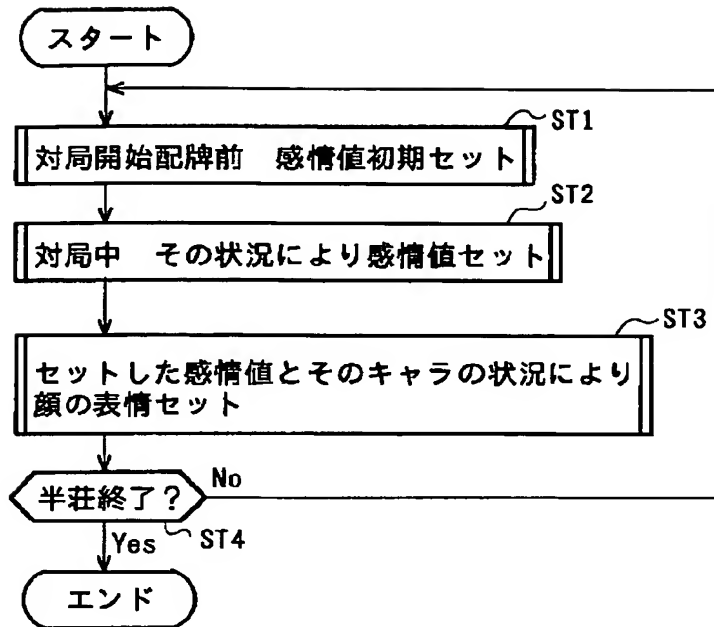 スタート
ST1
対局開始配牌前　感情値初期セット
ST2
対局中　その状況により感情値セット
ST3
セットした感情値とそのキャラの状況により
顔の表情セット
半荘終了？
No
ST4
Yes
エンド